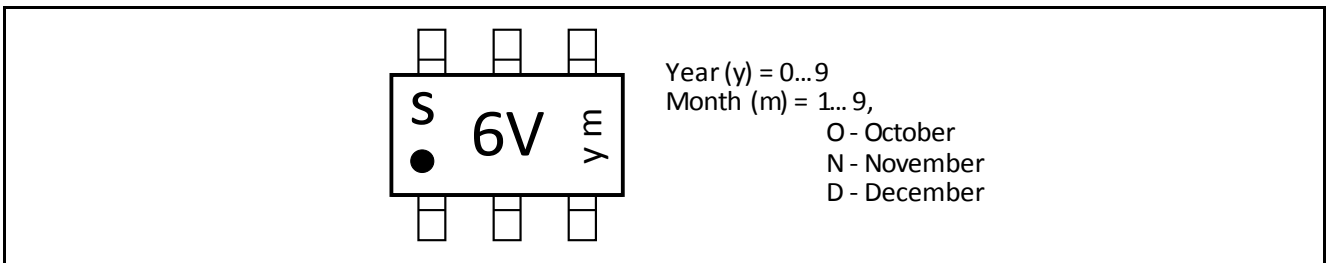 S
6V
y m
Year (y) = 0...9
Month (m) = 1... 9,
O - October
N - November
D - December